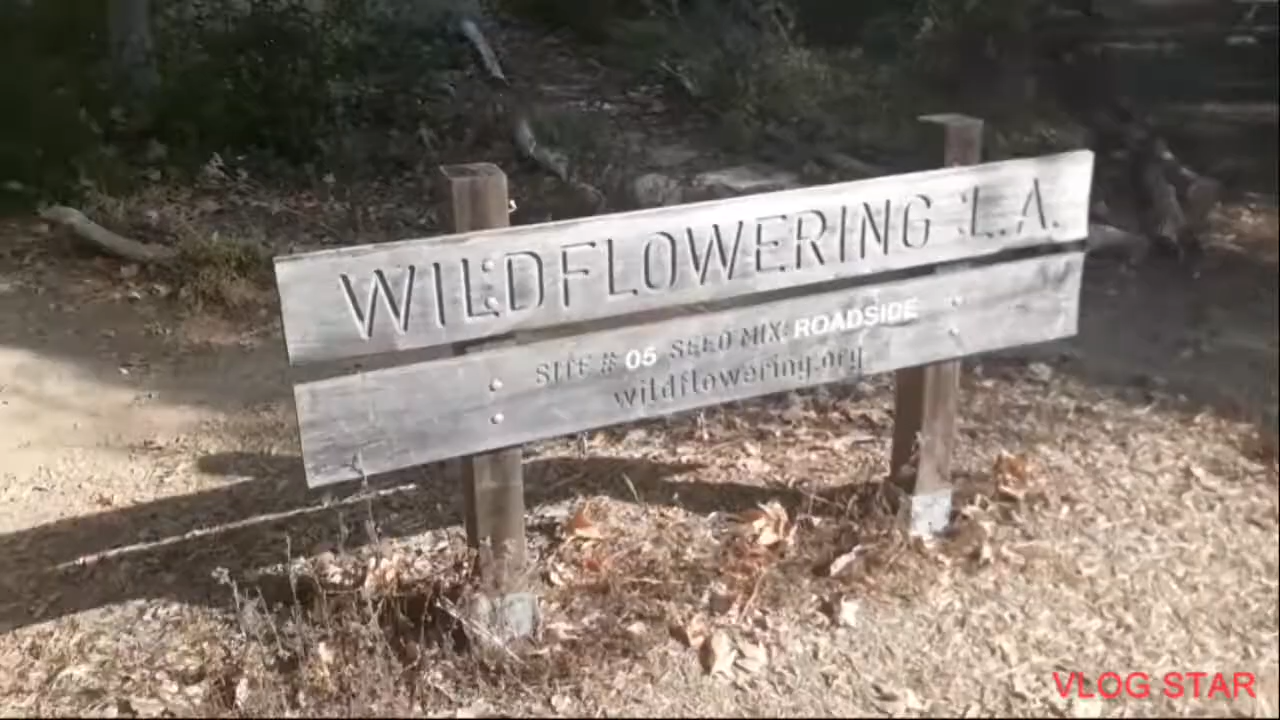 WILDFLOWERING L.A.
SITE # 05 SEED MIX: ROADSIDE
wildflowering.org
VLOG STAR